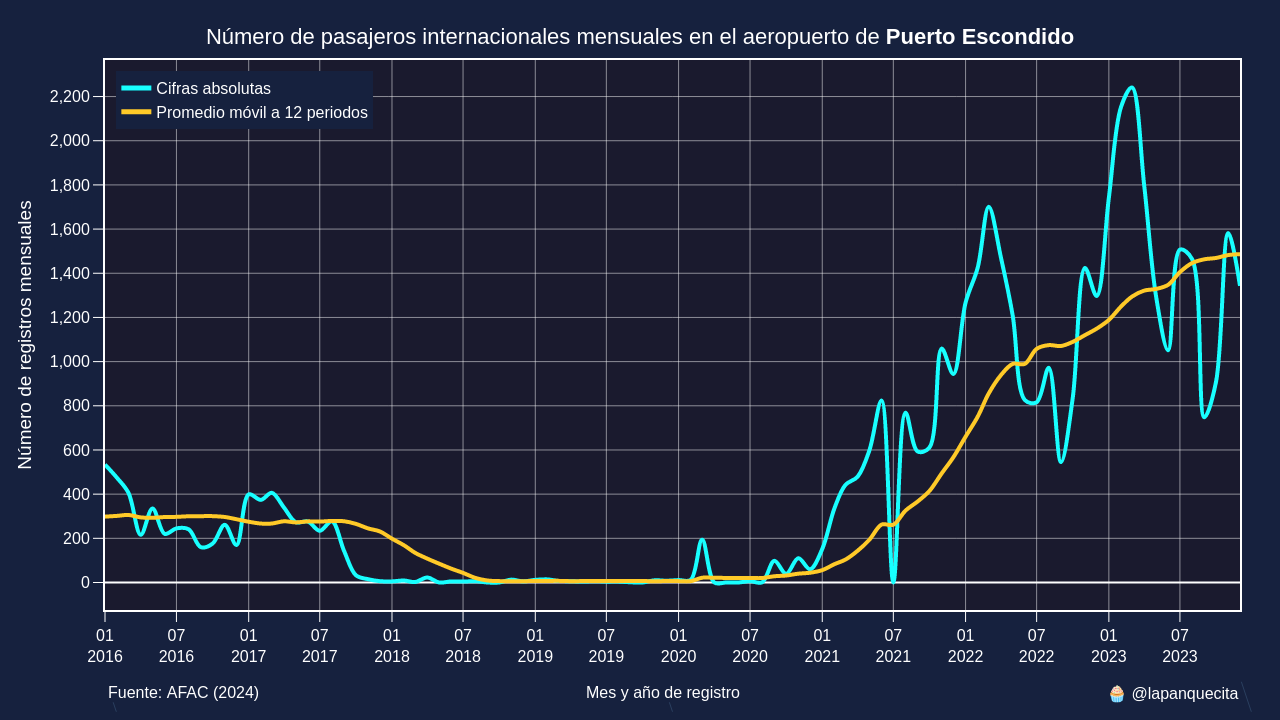 Número de pasajeros internacionales mensuales en el aeropuerto de Puerto Escondido
Cifras absolutas
Promedio móvil a 12 periodos
Número de registros mensuales
2,200
2,000
1,800
1,600
1,400
1,200
1,000
800
600
400
200
0
01 07 01 07 01 07 01 07 01 07 01 07 01 07 01 07
2016 2016 2017 2017 2018 2018 2019 2019 2020 2020 2021 2021 2022 2022 2023 2023
Fuente: AFAC (2024) Mes y año de registro 🧁 @lapanquecita